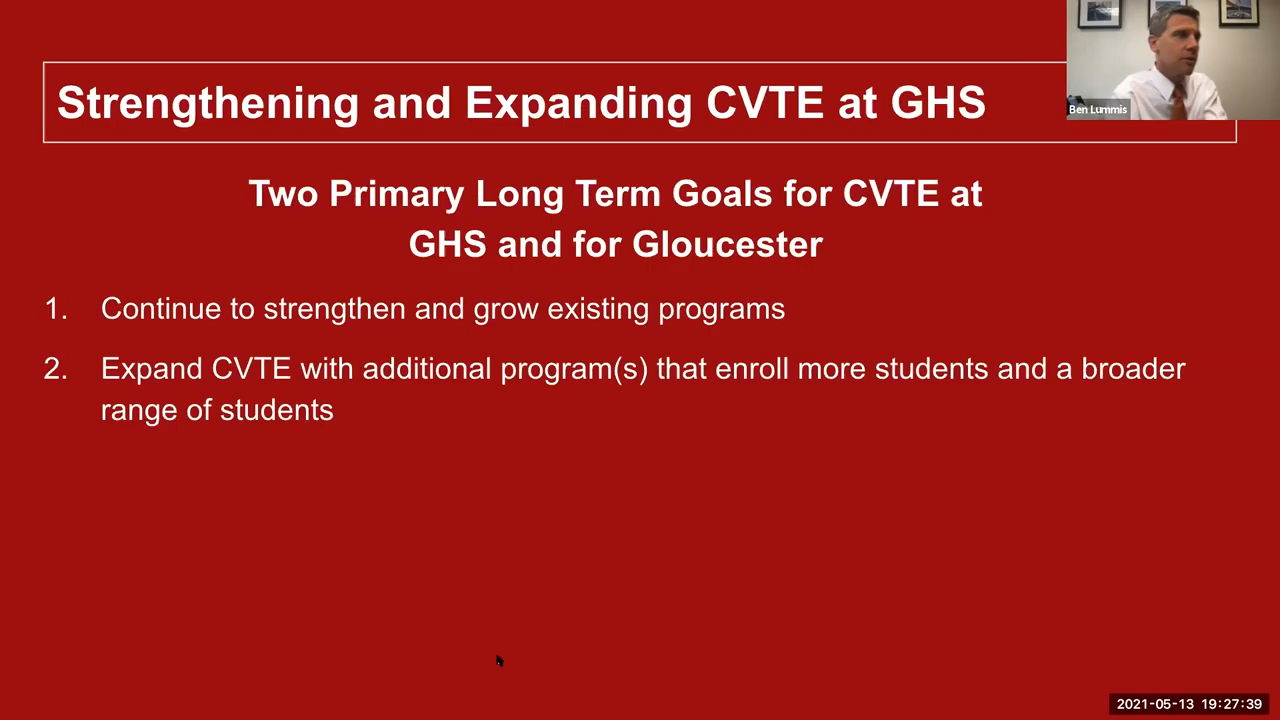 Strengthening and Expanding CVTE at GHS
Ben Lummis
Two Primary Long Term Goals for CVTE at
GHS and for Gloucester
1. Continue to strengthen and grow existing programs
2. Expand CVTE with additional program(s) that enroll more students and a broader
range of students
2021-05-13 19:27:39